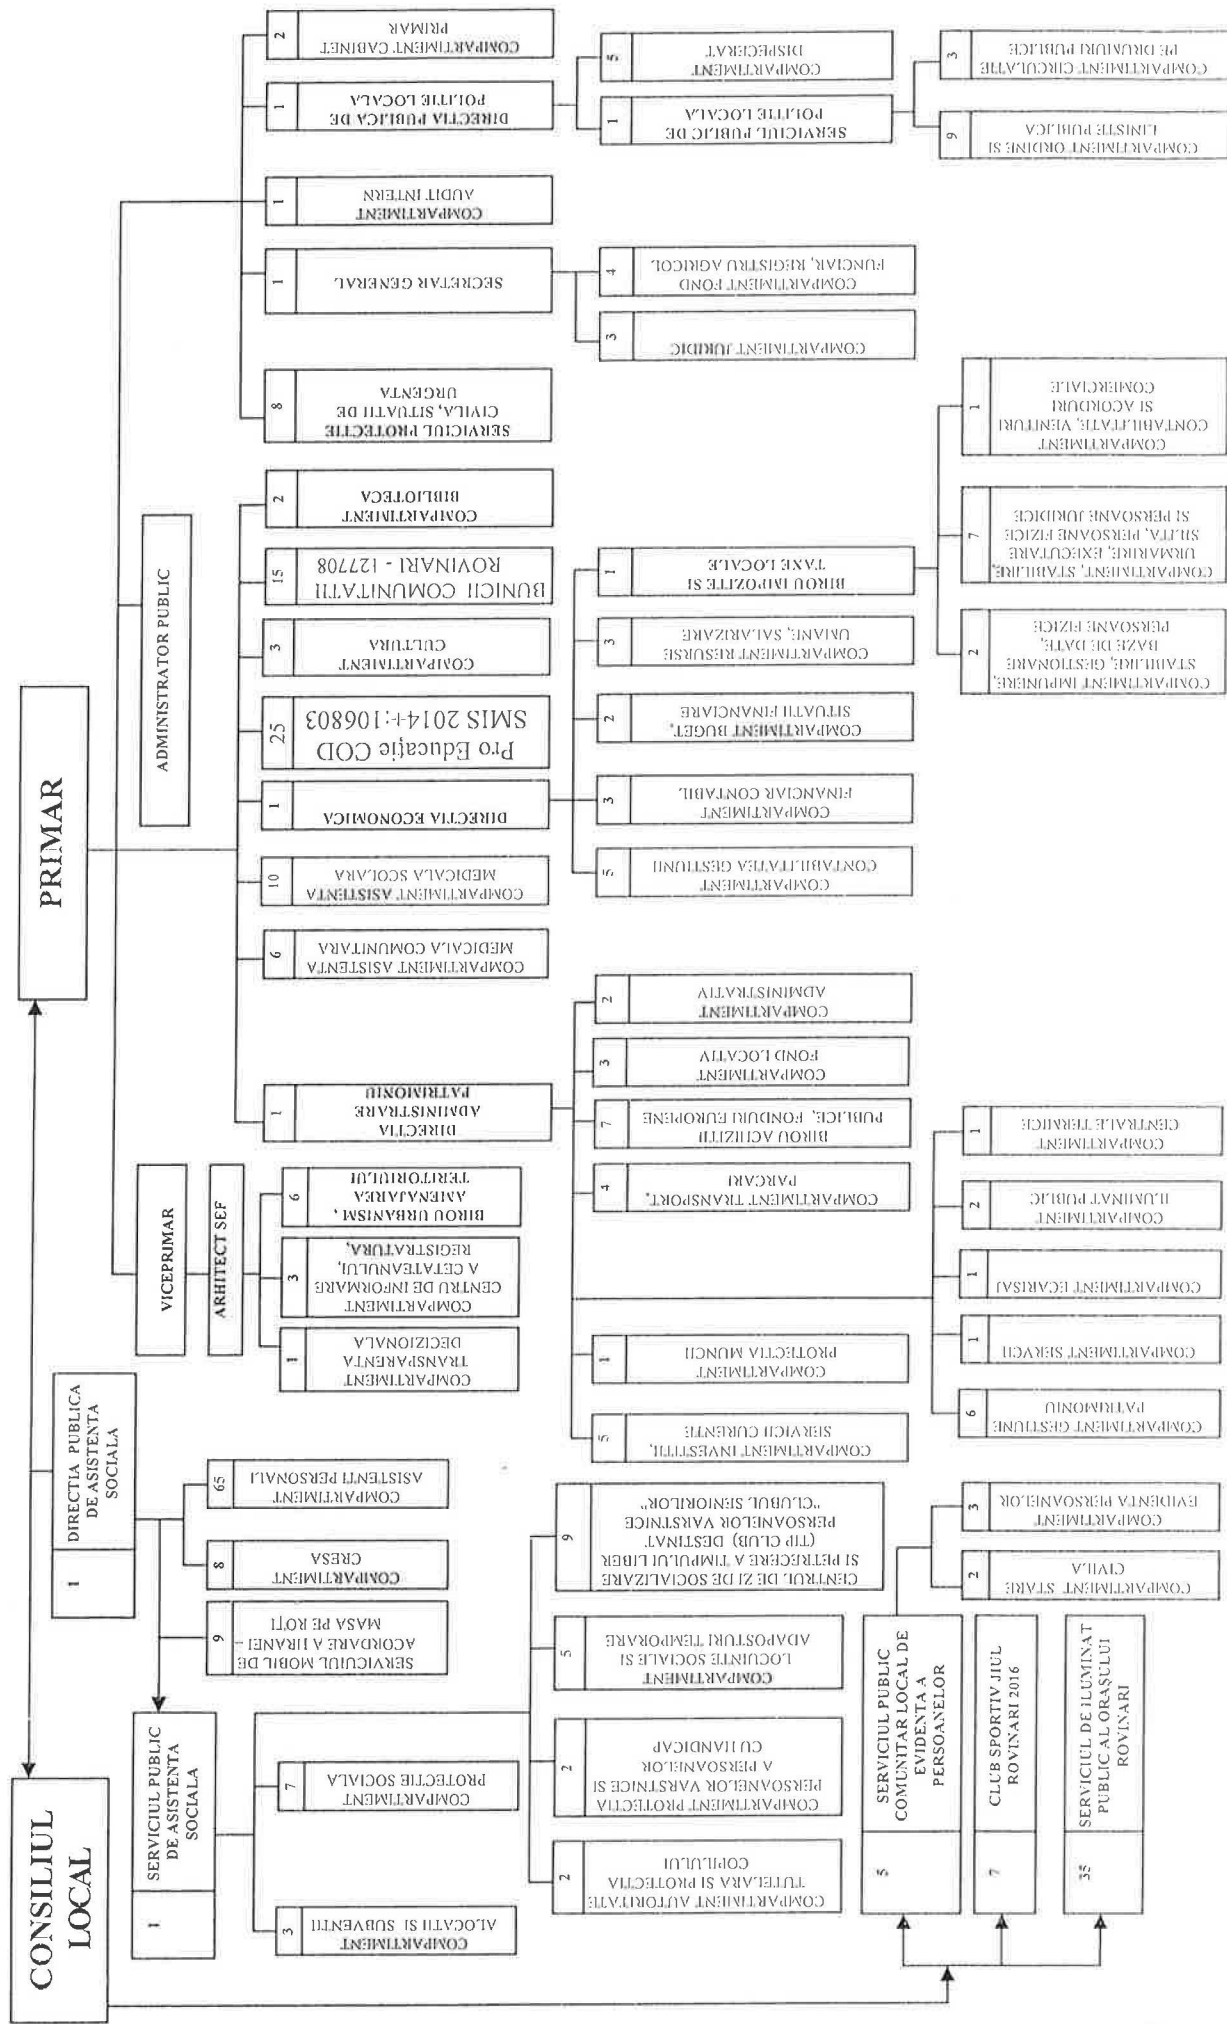 CONSILIUL
LOCAL
PRIMAR
ADMINISTRATOR PUBLIC
VICEPRIMAR
ARHITECT SEF
1
COMPARTIMENT
TRANSPARENTA
DECIZIONALA
3
COMPARTIMENT
CENTRU DE INFORMARE
A CETATEANULUI,
REGISTRATURA,
6
BIROU URBANISM,
AMENAJAREA
TERITORIULUI
1
DIRECTIA PUBLICA
DE ASISTENTA
SOCIALA
9
SERVICIUL MOBIL DE
ACORDARE A HRANEI –
MASA PE ROȚI
8
COMPARTIMENT
CRESA
65
COMPARTIMENT
ASISTENTI PERSONALI
1
SERVICIUL PUBLIC
DE ASISTENTA
SOCIALA
3
COMPARTIMENT
ALOCATII SI SUBVENTII
7
COMPARTIMENT
PROTECTIE SOCIALA
2
COMPARTIMENT AUTORITATE
TUTELARA SI PROTECTIA
COPILULUI
2
COMPARTIMENT PROTECTIA
PERSOANELOR VARSTNICE SI
A PERSOANELOR
CU HANDICAP
5
COMPARTIMENT
LOCUINTE SOCIALE SI
ADAPOSTURI TEMPORARE
9
CENTRUL DE ZI DE SOCIALIZARE
SI PETRECERE A TIMPULUI LIBER
(TIP CLUB) DESTINAT
PERSOANELOR VARSTNICE
"CLUBUL SENIORILOR"
5
SERVICIUL PUBLIC
COMUNITAR LOCAL DE
EVIDENTA A
PERSOANELOR
2
COMPARTIMENT STARE
CIVILA
3
COMPARTIMENT
EVIDENTA PERSOANELOR
7
CLUB SPORTIV JIUL
ROVINARI 2016
35
SERVICIUL DE ILUMINAT
PUBLIC AL ORAȘULUI
ROVINARI
1
DIRECTIA
ADMINISTRARE
PATRIMONIU
6
COMPARTIMENT ASISTENTA
MEDICALA COMUNITARA
10
COMPARTIMENT ASISTENTA
MEDICALA SCOLARA
1
DIRECTIA ECONOMICA
25
Pro Educație COD
SMIS 2014+:106803
3
COMPARTIMENT
CULTURA
15
BUNICII COMUNITATII
ROVINARI - 127708
2
COMPARTIMENT
BIBLIOTECA
8
SERVICIUL PROTECTIE
CIVILA, SITUATII DE
URGENTA
1
SECRETAR GENERAL
1
COMPARTIMENT
AUDIT INTERN
1
DIRECTIA PUBLICA DE
POLITIE LOCALA
2
COMPARTIMENT CABINET
PRIMAR
5
COMPARTIMENT INVESTITII,
SERVICII CURENTE
1
COMPARTIMENT
PROTECTIA MUNCII
4
COMPARTIMENT TRANSPORT,
PARCARI
7
BIROU ACHIZITII
PUBLICE, FONDURI EUROPENE
3
COMPARTIMENT
FOND LOCATIV
2
COMPARTIMENT
ADMINISTRATIV
6
COMPARTIMENT GESTIUNE
PATRIMONIU
1
COMPARTIMENT SERVCII
1
COMPARTIMENT ECARISAJ
2
COMPARTIMENT
ILUMINAT PUBLIC
1
COMPARTIMENT
CENTRALE TERMICE
5
COMPARTIMENT
CONTABILITATEA GESTIUNII
3
COMPARTIMENT
FINANCIAR CONTABIL
2
COMPARTIMENT BUGET,
SITUATII FINANCIARE
3
COMPARTIMENT RESURSE
UMANE, SALARIZARE
1
BIROU IMPOZITE SI
TAXE LOCALE
2
COMPARTIMENT IMPUNERE,
STABILIRE, GESTIONARE
BAZE DE DATE,
PERSOANE FIZICE
7
COMPARTIMENT, STABILIRE,
URMARIRE, EXECUTARE
SILITA, PERSOANE FIZICE
SI PERSOANE JURIDICE
1
COMPARTIMENT
CONTABILITATE, VIENITURI
SI ACORDURI
COMERCIALE
3
COMPARTIMENT JURIDIC
4
COMPARTIMENT FOND
FUNCIAR, REGISTRU AGRICOL
1
SERVICIUL PUBLIC DE
POLITIE LOCALA
5
COMPARTIMENT
DISPECERAT
9
COMPARTIMENT ORDINE SI
LINISTE PUBLICA
3
COMPARTIMENT CIRCULATIE
PE DRUMURI PUBLICE